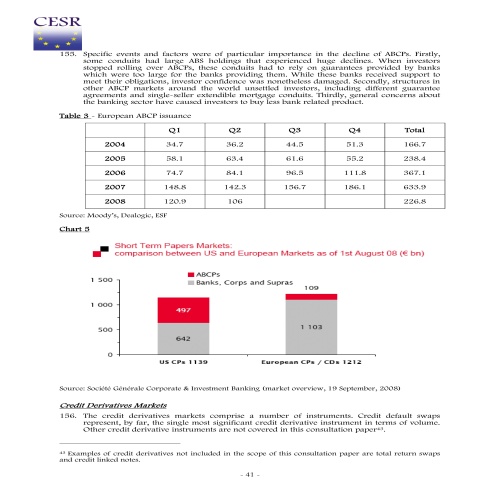 CESR
155. Specific events and factors were of particular importance in the decline of ABCPs. Firstly,
some conduits had large ABS holdings that experienced huge declines. When investors
stopped rolling over ABCPs, these conduits had to rely on guarantees provided by banks
which were too large for the banks providing them. While these banks received support to
meet their obligations, investor confidence was nonetheless damaged. Secondly, structures in
other ABCP markets around the world unsettled investors, including different guarantee
agreements and single-seller extendible mortgage conduits. Thirdly, general concerns about
the banking sector have caused investors to buy less bank related product.
Table 3 - European ABCP issuance
Q1 Q2 Q3 Q4 Total
2004 34.7 36.2 44.5 51.3 166.7
2005 58.1 63.4 61.6 55.2 238.4
2006 74.7 84.1 96.5 111.8 367.1
2007 148.8 142.3 156.7 186.1 633.9
2008 120.9 106 226.8
Source: Moody's, Dealogic, ESF
Chart 5
Short Term Papers Markets:
comparison between US and European Markets as of 1st August 08 (€ bn)
ABCPs
Banks, Corps and Supras
109
1 500
1 000
497
500
1 103
642
0
US CPs 1139 European CPs / CDs 1212
Source: Société Générale Corporate & Investment Banking (market overview, 19 September, 2008)
Credit Derivatives Markets
156. The credit derivatives markets comprise a number of instruments. Credit default swaps
represent, by far, the single most significant credit derivative instrument in terms of volume.
Other credit derivative instruments are not covered in this consultation paper⁴³.
⁴³ Examples of credit derivatives not included in the scope of this consultation paper are total return swaps
and credit linked notes.
- 41 -